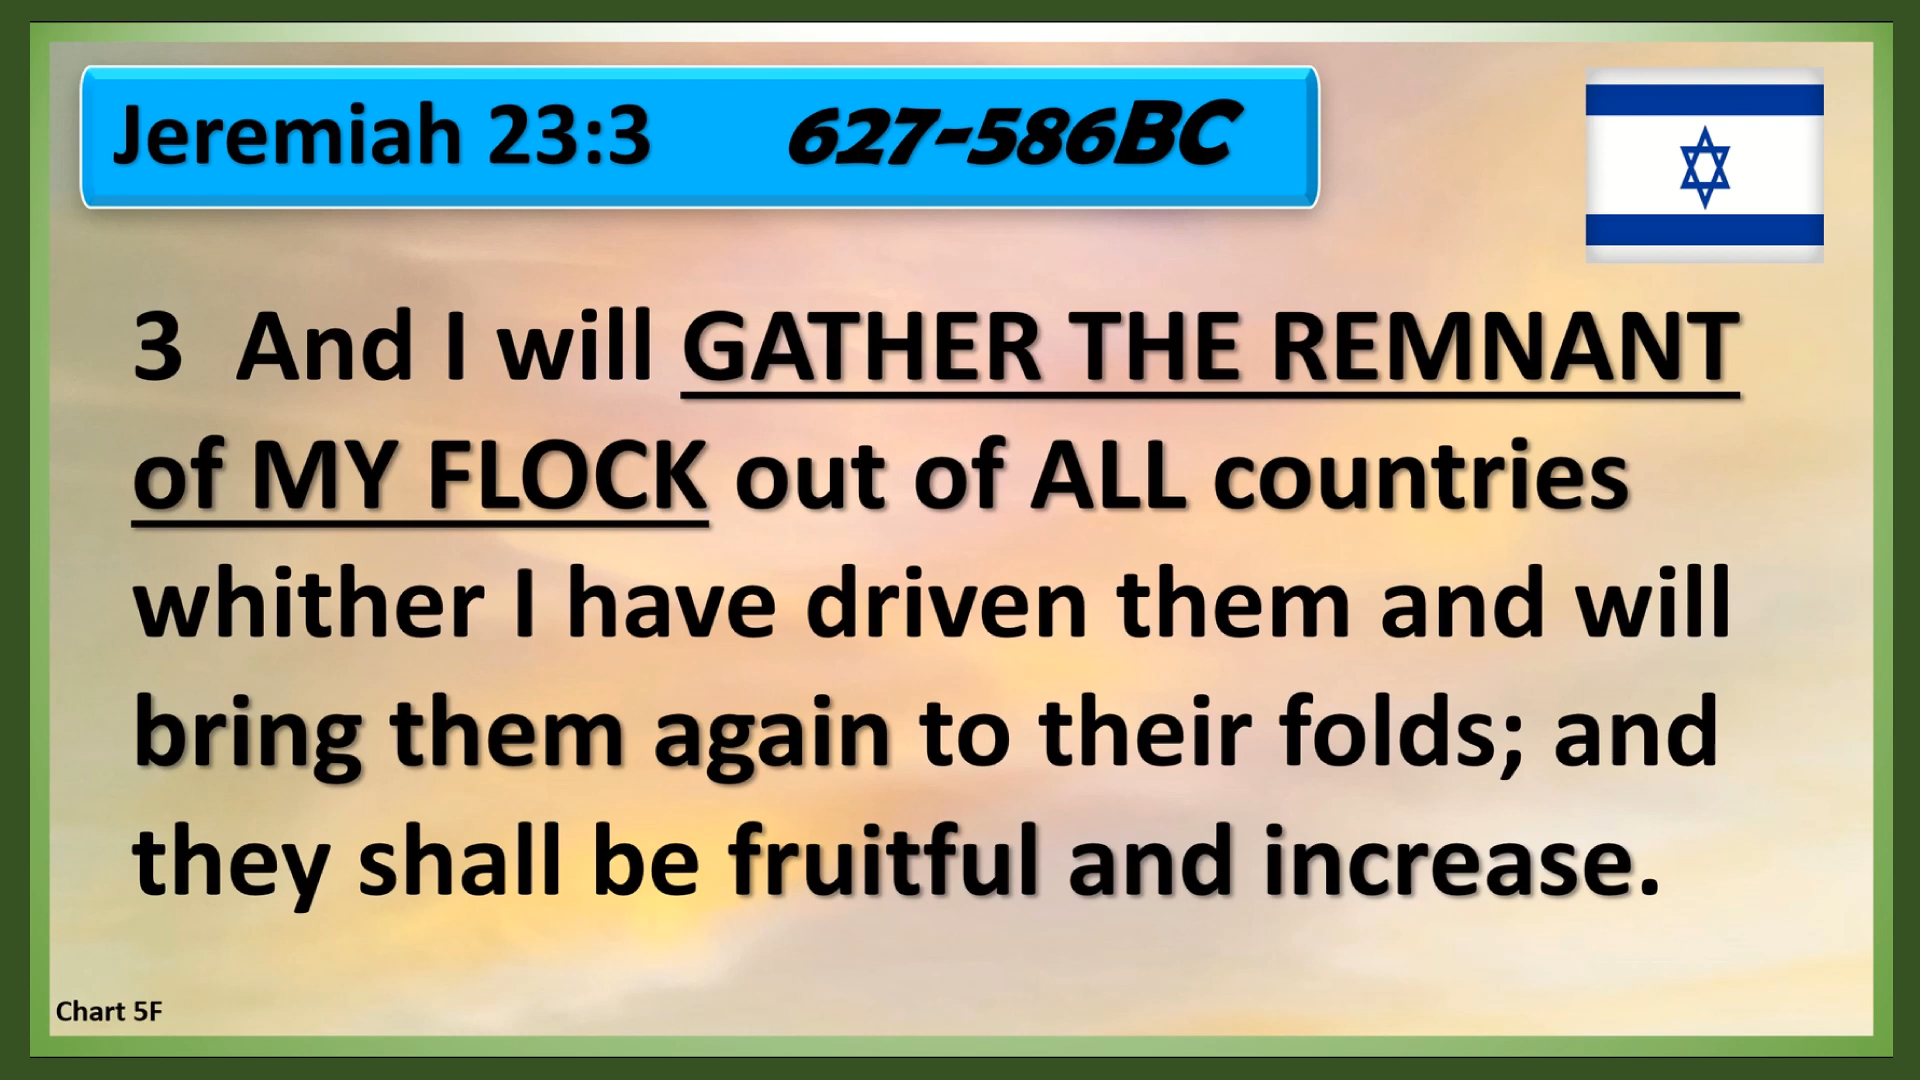 Jeremiah 23:3 627-586BC
3 And I will GATHER THE REMNANT
of MY FLOCK out of ALL countries
whither I have driven them and will
bring them again to their folds; and
they shall be fruitful and increase.
Chart 5F